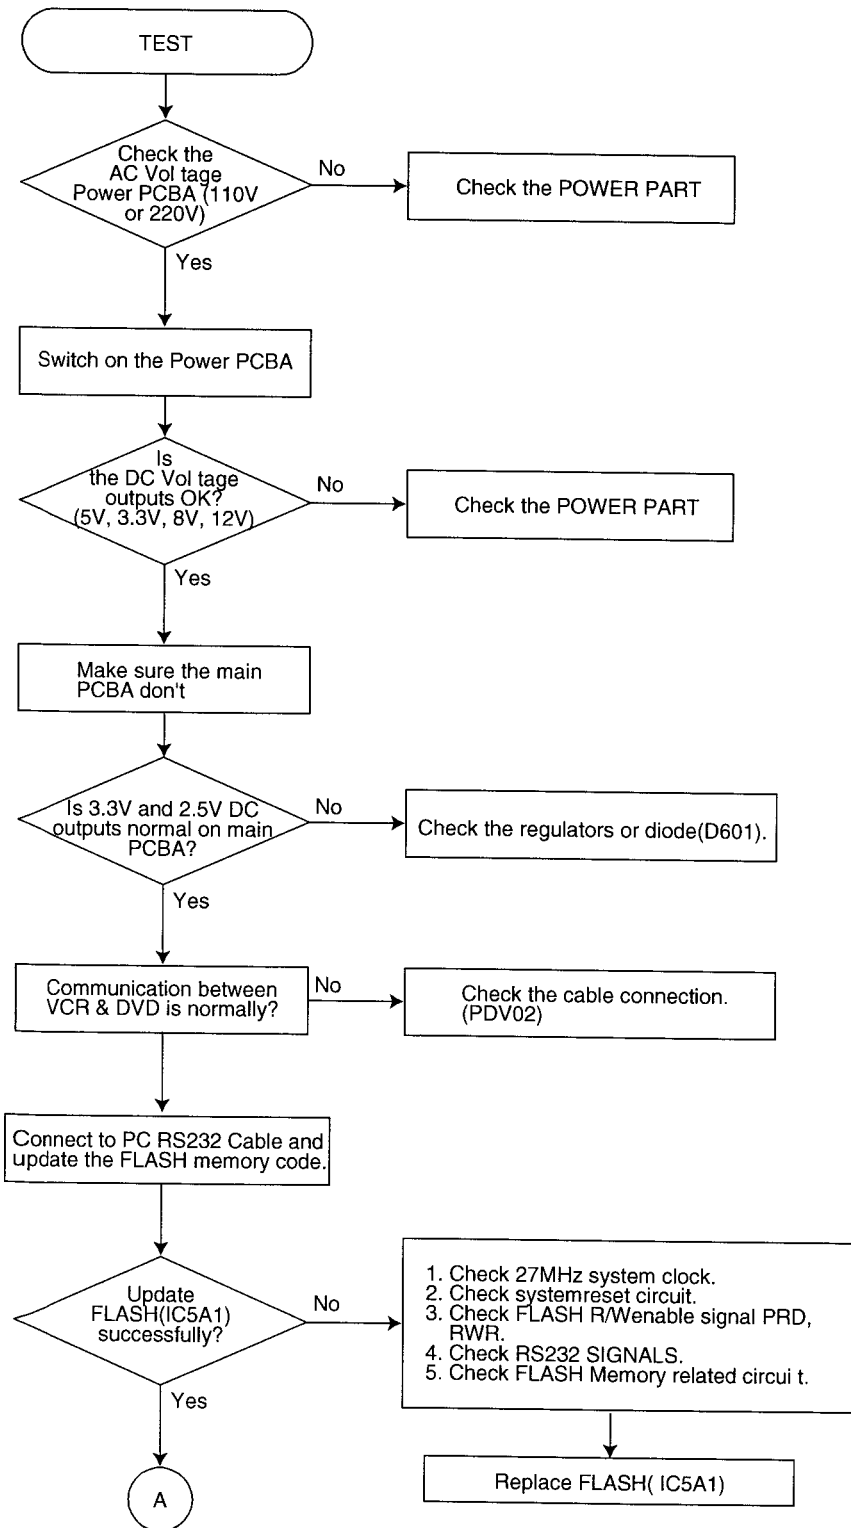 TEST
Check the
AC Vol tage
Power PCBA (110V
or 220V)
No
Check the POWER PART
Yes
Switch on the Power PCBA
Is
the DC Vol tage
outputs OK?
(5V, 3.3V, 8V, 12V)
No
Check the POWER PART
Yes
Make sure the main
PCBA don't
Is 3.3V and 2.5V DC
outputs normal on main
PCBA?
No
Check the regulators or diode(D601).
Yes
Communication between
VCR & DVD is normally?
No
Check the cable connection.
(PDV02)
Connect to PC RS232 Cable and
update the FLASH memory code.
Update
FLASH(IC5A1)
successfully?
No
1. Check 27MHz system clock.
2. Check systemreset circuit.
3. Check FLASH R/Wenable signal PRD,
RWR.
4. Check RS232 SIGNALS.
5. Check FLASH Memory related circui t.
Yes
Replace FLASH( IC5A1)
A